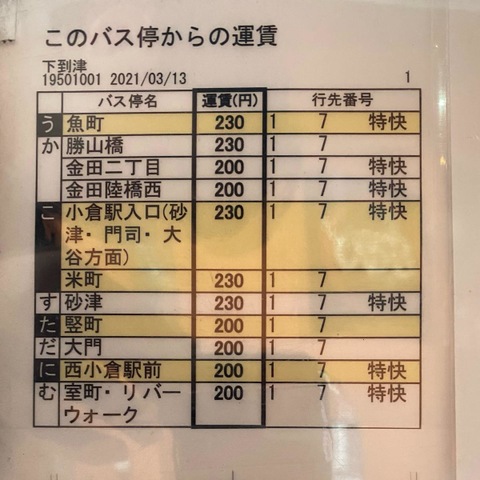 このバス停からの運賃
下到津
19501001 2021/03/13 1
バス停名 運賃(円) 行先番号
う 魚町 230 1 7 特快
か 勝山橋 230 1 7
金田二丁目 200 1 7 特快
金田陸橋西 200 1 7 特快
こ 小倉駅入口(砂 230 1 7 特快
津・門司・大
谷方面)
米町 230 1 7
す 砂津 230 1 7 特快
た 竪町 200 1 7
だ 大門 200 1 7
に 西小倉駅前 200 1 7 特快
む 室町・リバー 200 1 7 特快
ウォーク